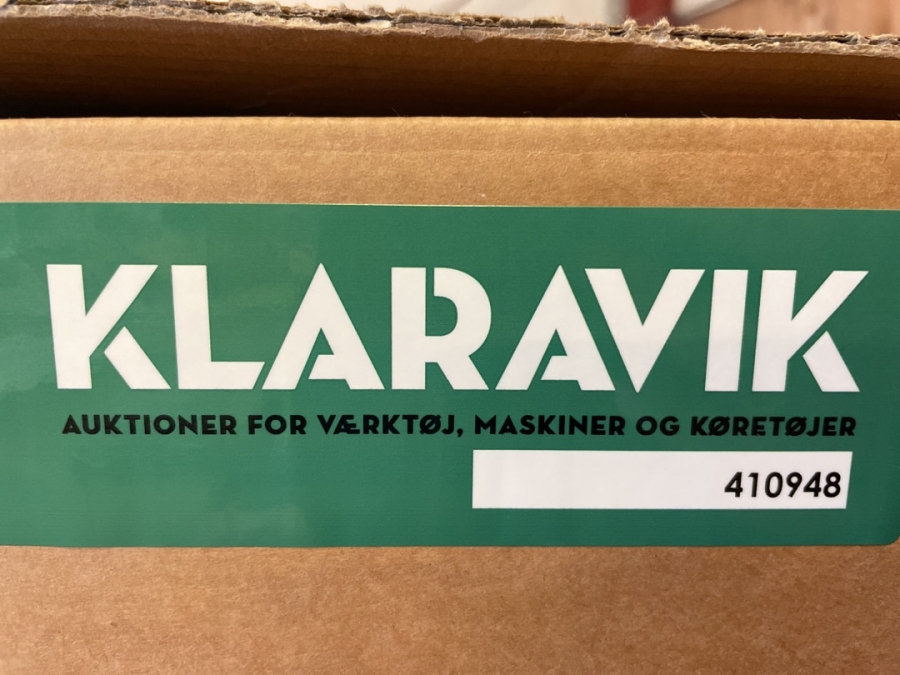 KLARAVIK
AUKTIONER FOR VÆRKTØJ, MASKINER OG KØRETØJER
410948